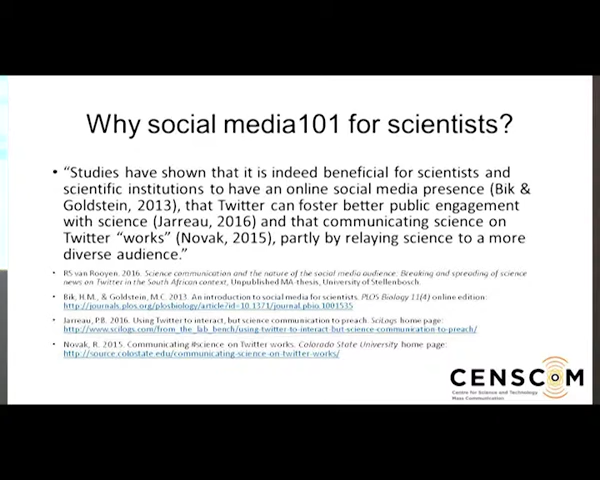 Why social media101 for scientists?
• “Studies have shown that it is indeed beneficial for scientists and
scientific institutions to have an online social media presence (Bik &
Goldstein, 2013), that Twitter can foster better public engagement
with science (Jarreau, 2016) and that communicating science on
Twitter “works” (Novak, 2015), partly by relaying science to a more
diverse audience.”
• RS van Rooyen. 2016. Science communication and the nature of the social media audience: Breaking and spreading of science
news on Twitter in the South African context, Unpublished MA-thesis, University of Stellenbosch.
• Bik, H.M., & Goldstein, M.C. 2013. An introduction to social media for scientists. PLOS Biology 11(4) online edition:
http://journals.plos.org/plosbiology/article?id=10.1371/journal.pbio.1001535
• Jarreau, P.B. 2016. Using Twitter to interact, but science communication to preach. SciLogs home page:
http://www.scilogs.com/from_the_lab_bench/using-twitter-to-interact-but-science-communication-to-preach/
• Novak, R. 2015. Communicating #science on Twitter works. Colorado State University home page:
http://source.colostate.edu/communicating-science-on-twitter-works/
CENSCOM
Centre for Science and Technology
Mass Communication